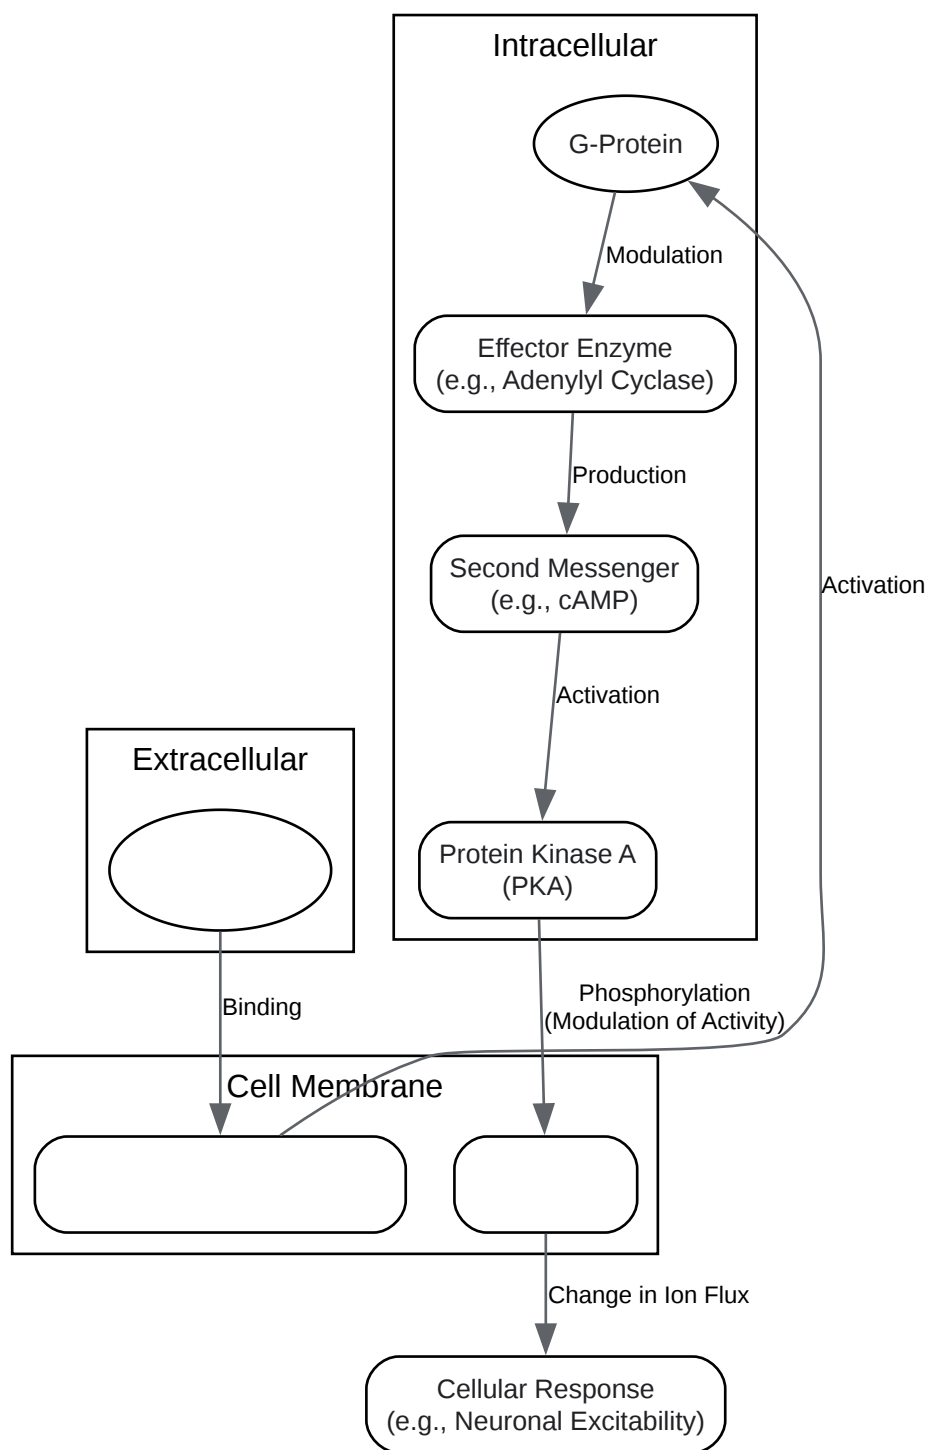 Intracellular
G-Protein
Modulation
Effector Enzyme
(e.g., Adenylyl Cyclase)
Production
Second Messenger
(e.g., cAMP)
Activation
Activation
Extracellular
Protein Kinase A
(PKA)
Binding
Phosphorylation
(Modulation of Activity)
Cell Membrane
Change in Ion Flux
Cellular Response
(e.g., Neuronal Excitability)